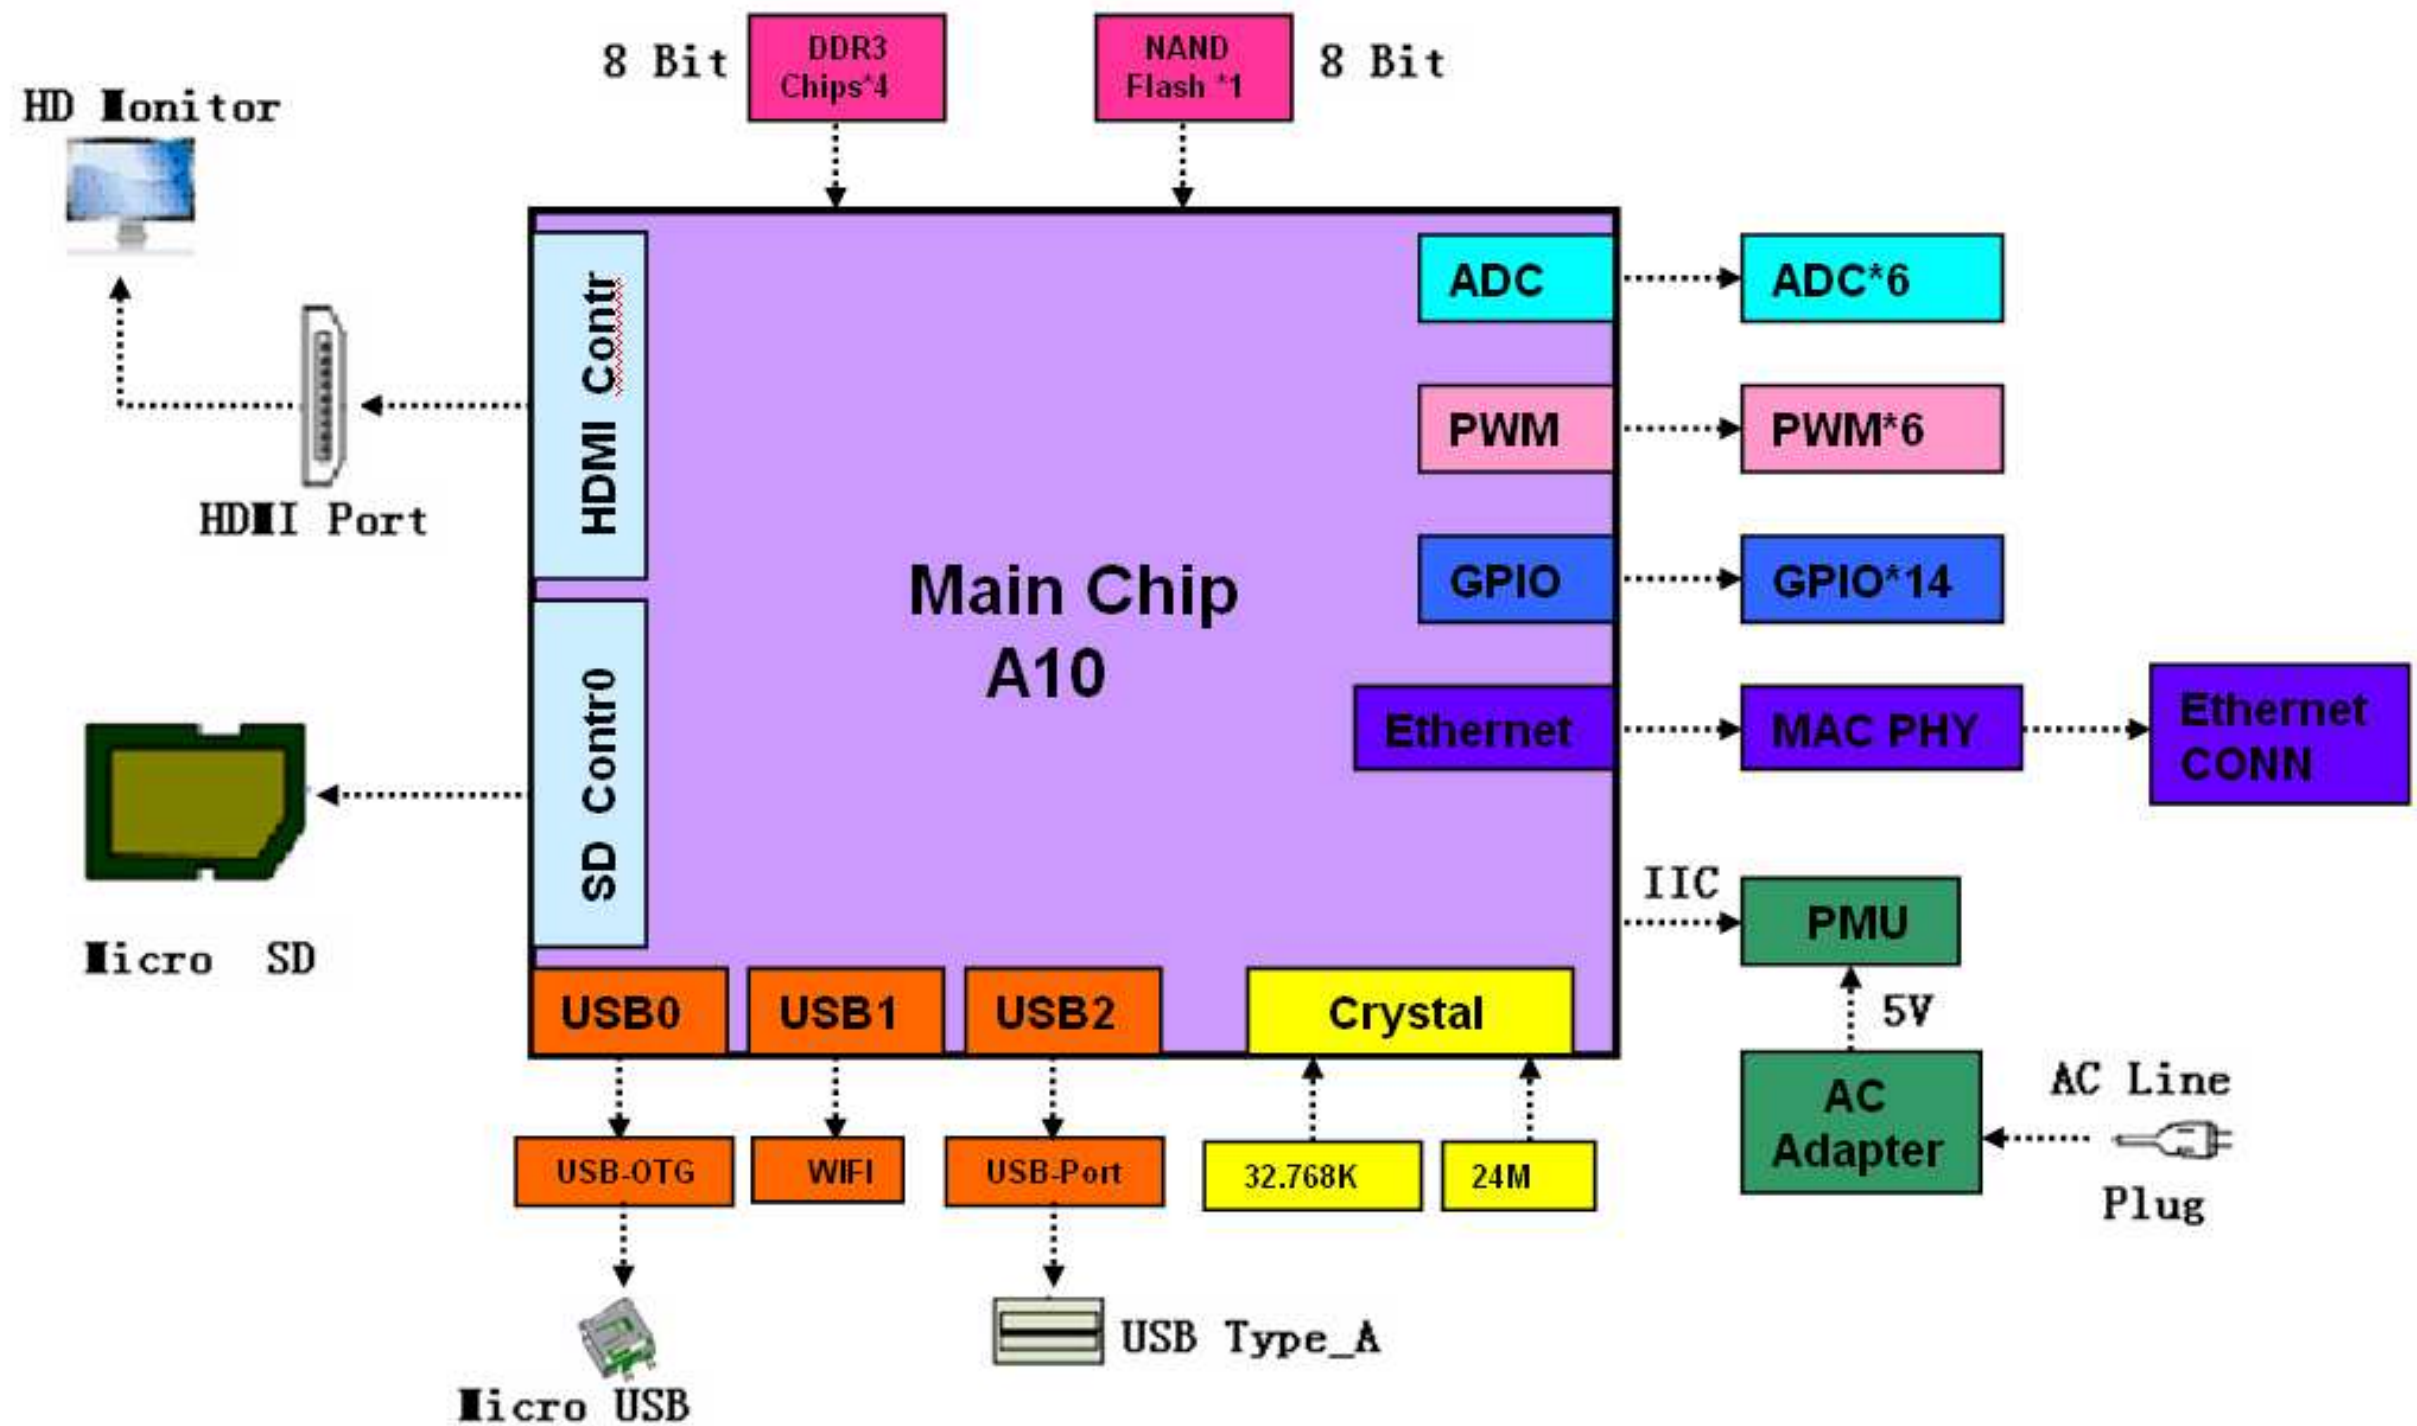 8 Bit
DDR3
Chips*4
NAND
Flash *1
8 Bit
HD Monitor
HDMI Port
HDMI Contr
ADC
ADC*6
PWM
PWM*6
GPIO
GPIO*14
Main Chip
A10
Ethernet
MAC PHY
Ethernet
CONN
SD Contr0
Micro SD
IIC
PMU
5V
AC
Adapter
AC Line
Plug
USB0
USB1
USB2
Crystal
USB-OTG
WIFI
USB-Port
32.768K
24M
Micro USB
USB Type_A